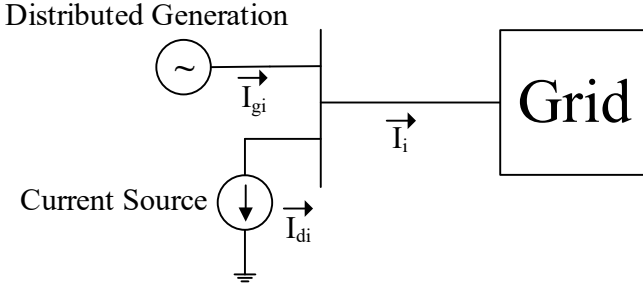 Distributed Generation
~
I_gi
Grid
I_i
Current Source
I_di